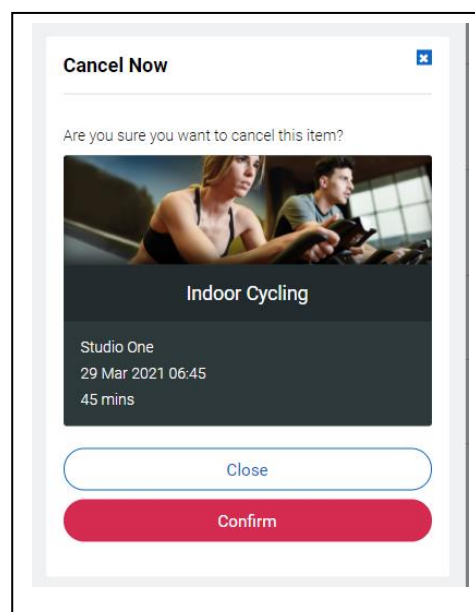 Cancel Now
Are you sure you want to cancel this item?
Indoor Cycling
Studio One
29 Mar 2021 06:45
45 mins
Close
Confirm